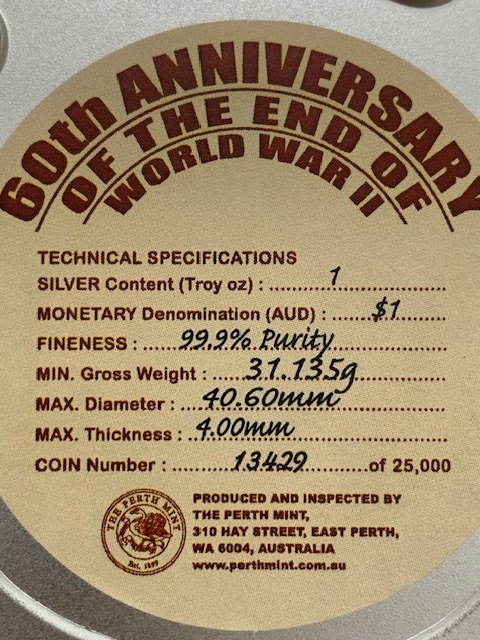 60th ANNIVERSARY
OF THE END OF
WORLD WAR II
TECHNICAL SPECIFICATIONS
SILVER Content (Troy oz) : ...............1.......................
MONETARY Denomination (AUD) : .......$1.........
FINENESS : ......99.9% Purity.......................
MIN. Gross Weight : .......31.135g..................
MAX. Diameter : ....40.60mm......................
MAX. Thickness : ..4.00mm...........................
COIN Number : ............13429............of 25,000
THE PERTH MINT
Est. 1899
PRODUCED AND INSPECTED BY
THE PERTH MINT,
310 HAY STREET, EAST PERTH,
WA 6004, AUSTRALIA
www.perthmint.com.au